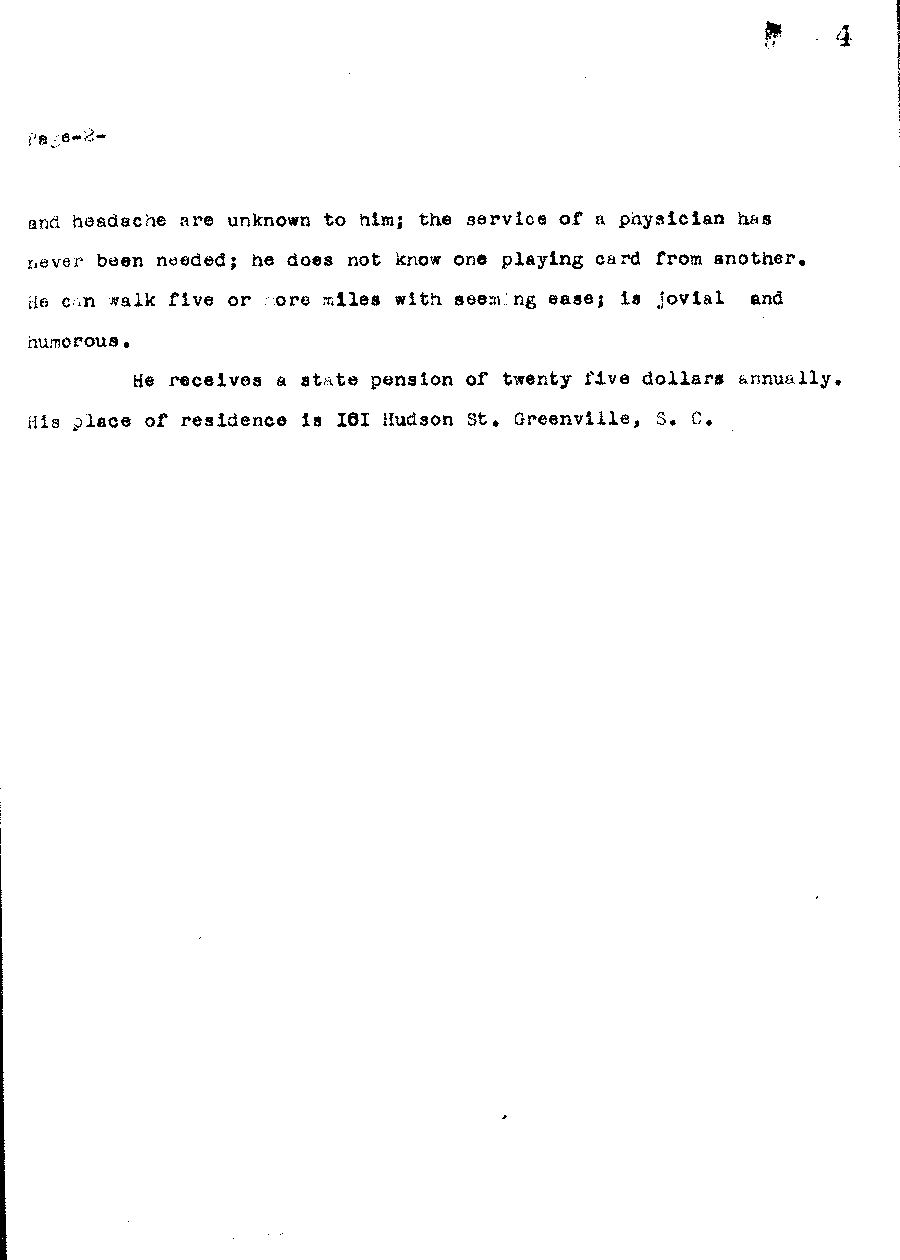 4
Page-2-
and headache are unknown to him; the service of a physician has
never been needed; he does not know one playing card from another.
He can walk five or more miles with seeming ease; is jovial and
humorous.
He receives a state pension of twenty five dollars annually.
His place of residence is I6I Hudson St. Greenville, S. C.